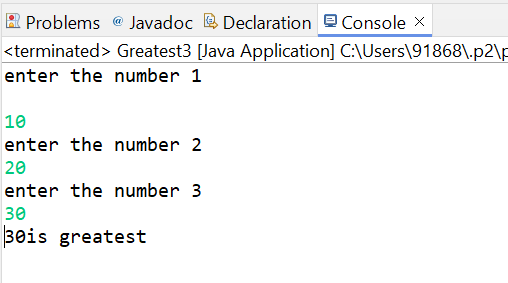 Problems @ Javadoc Declaration Console
<terminated> Greatest3 [Java Application] C:\Users\91868\.p2\p
enter the number 1
10
enter the number 2
20
enter the number 3
30
30is greatest